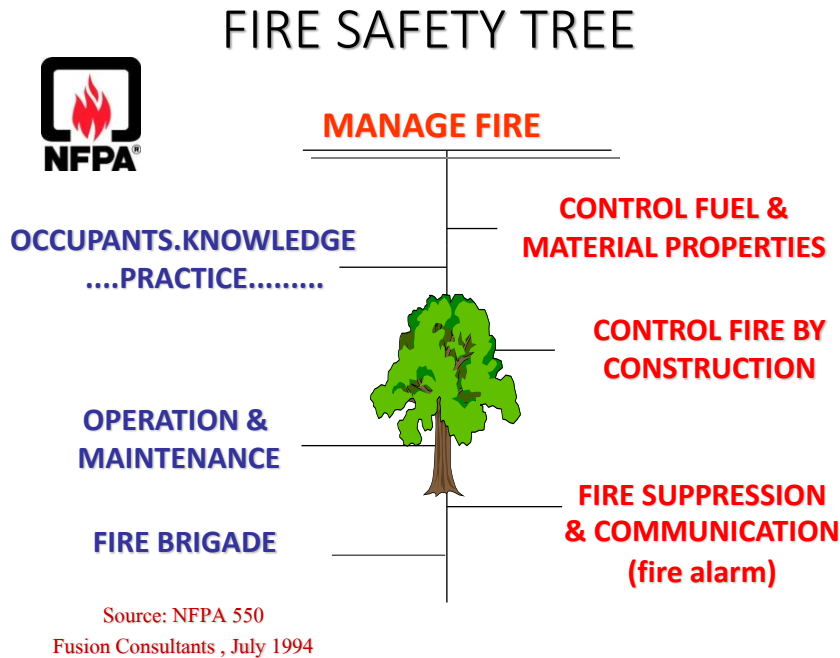 FIRE SAFETY TREE
NFPA®
MANAGE FIRE
OCCUPANTS.KNOWLEDGE
....PRACTICE.........
CONTROL FUEL &
MATERIAL PROPERTIES
CONTROL FIRE BY
CONSTRUCTION
OPERATION &
MAINTENANCE
FIRE SUPPRESSION
& COMMUNICATION
(fire alarm)
FIRE BRIGADE
Source: NFPA 550
Fusion Consultants , July 1994